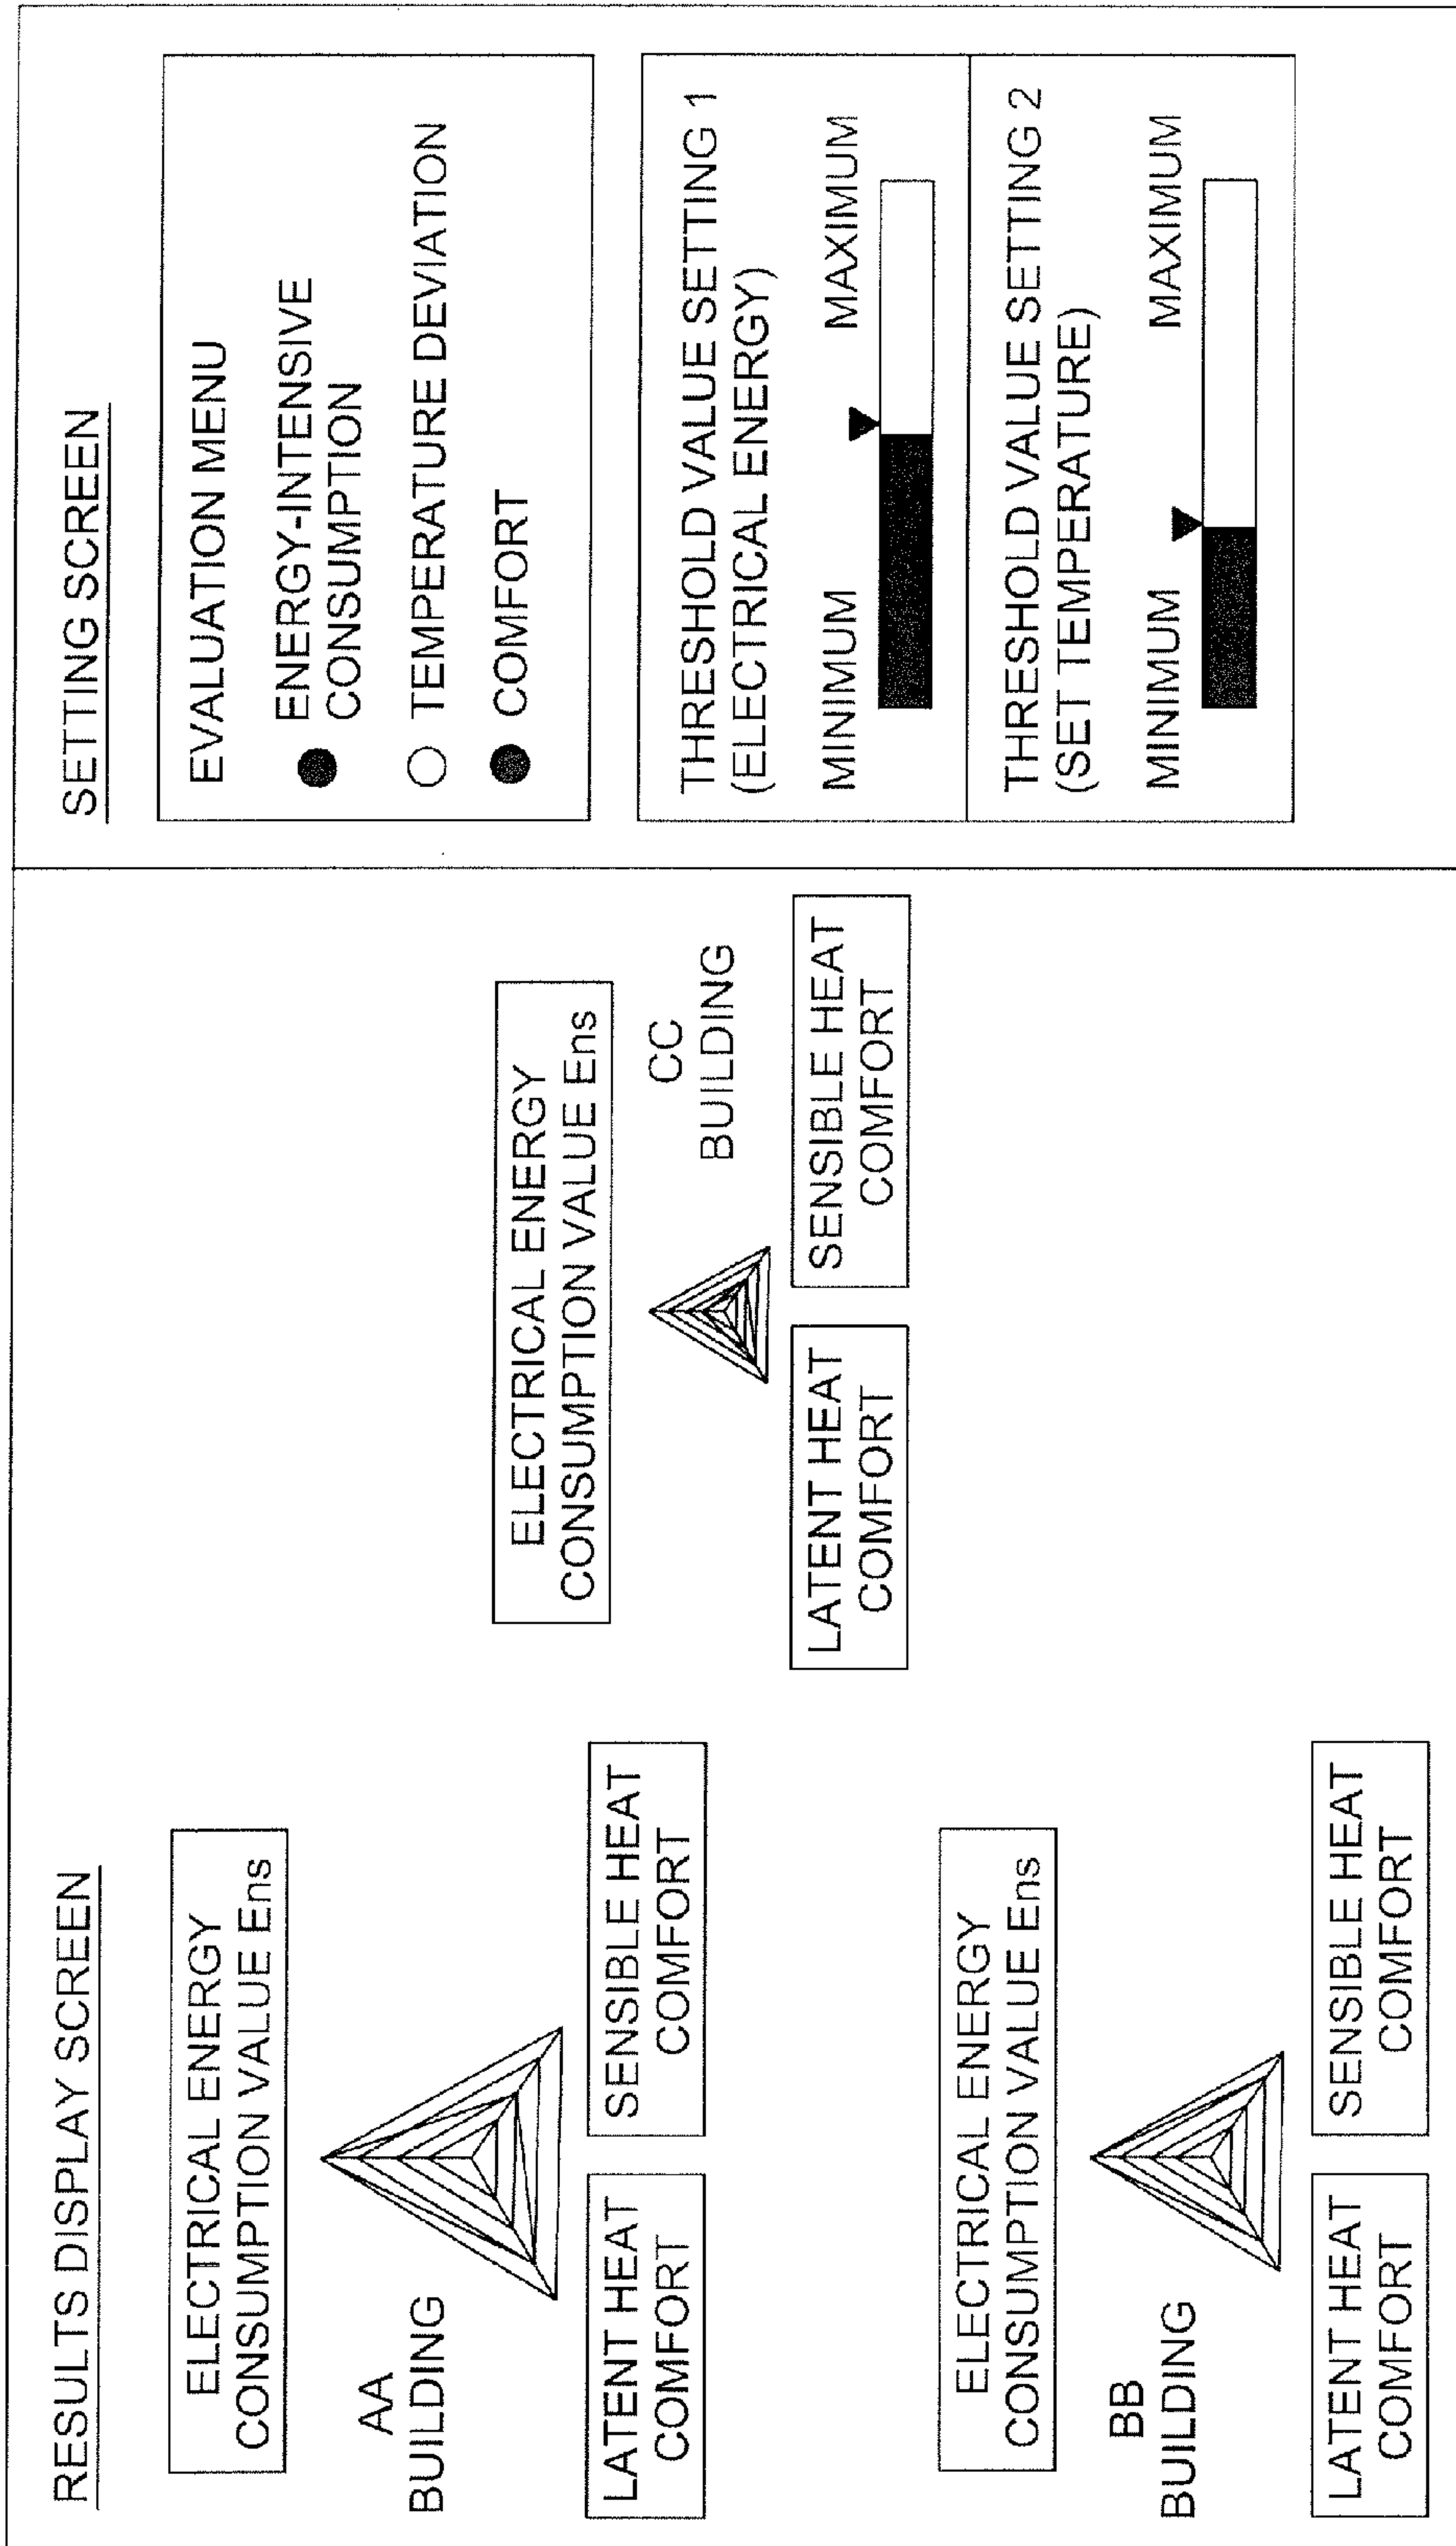 RESULTS DISPLAY SCREEN
ELECTRICAL ENERGY
CONSUMPTION VALUE Ens
AA
BUILDING
LATENT HEAT
COMFORT
SENSIBLE HEAT
COMFORT
ELECTRICAL ENERGY
CONSUMPTION VALUE Ens
BB
BUILDING
LATENT HEAT
COMFORT
SENSIBLE HEAT
COMFORT
ELECTRICAL ENERGY
CONSUMPTION VALUE Ens
CC
BUILDING
LATENT HEAT
COMFORT
SENSIBLE HEAT
COMFORT
SETTING SCREEN
EVALUATION MENU
ENERGY-INTENSIVE
CONSUMPTION
TEMPERATURE DEVIATION
COMFORT
THRESHOLD VALUE SETTING 1
(ELECTRICAL ENERGY)
MINIMUM MAXIMUM
THRESHOLD VALUE SETTING 2
(SET TEMPERATURE)
MINIMUM MAXIMUM